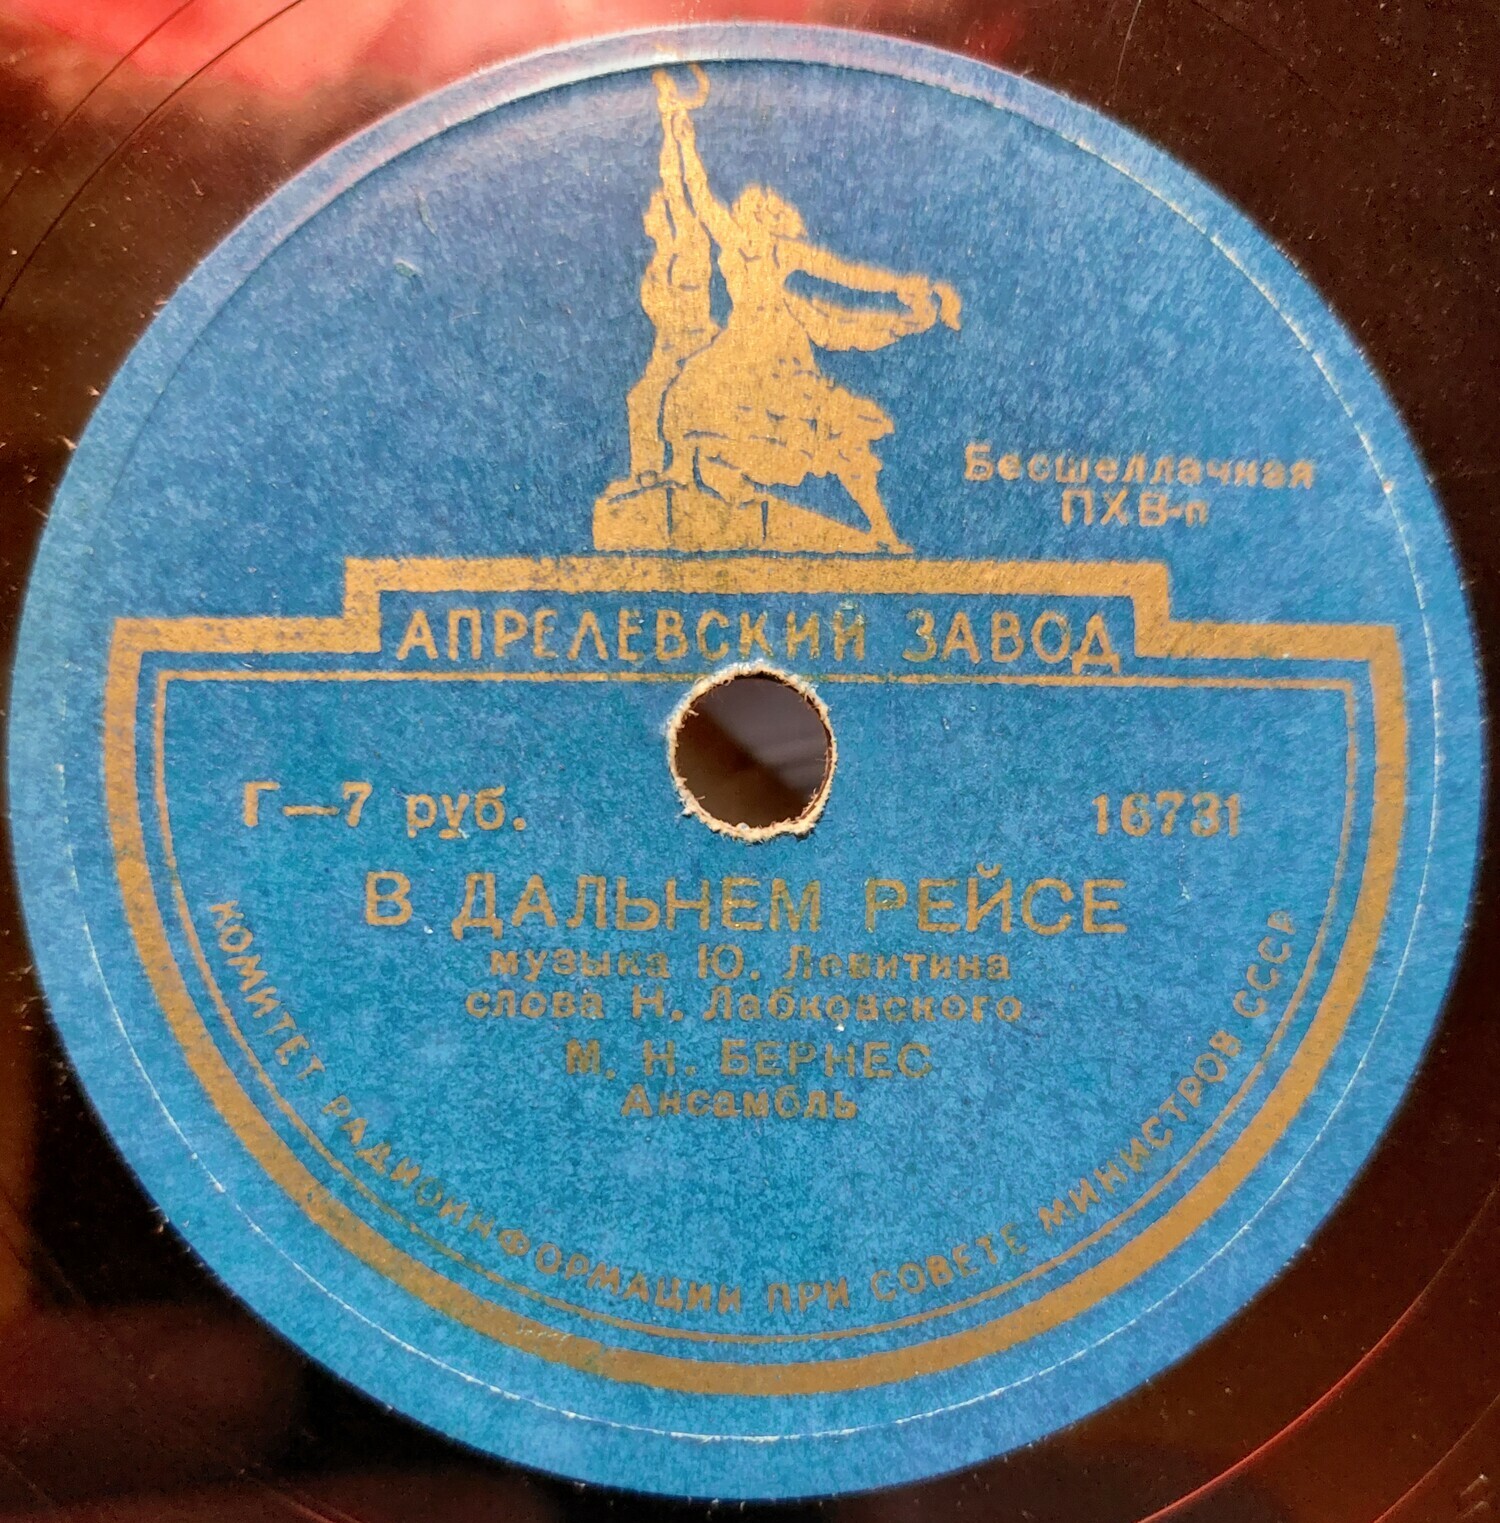 Бесшеллачная
ПХВ-п
АПРЕЛЕВСКИЙ ЗАВОД
Г—7 руб.
16731
В ДАЛЬНЕМ РЕЙСЕ
музыка Ю. Левитина
слова Н. Лабковского
М. Н. БЕРНЕС
Ансамбль
КОМИТЕТ РАДИОИНФОРМАЦИИ ПРИ СОВЕТЕ МИНИСТРОВ СССР